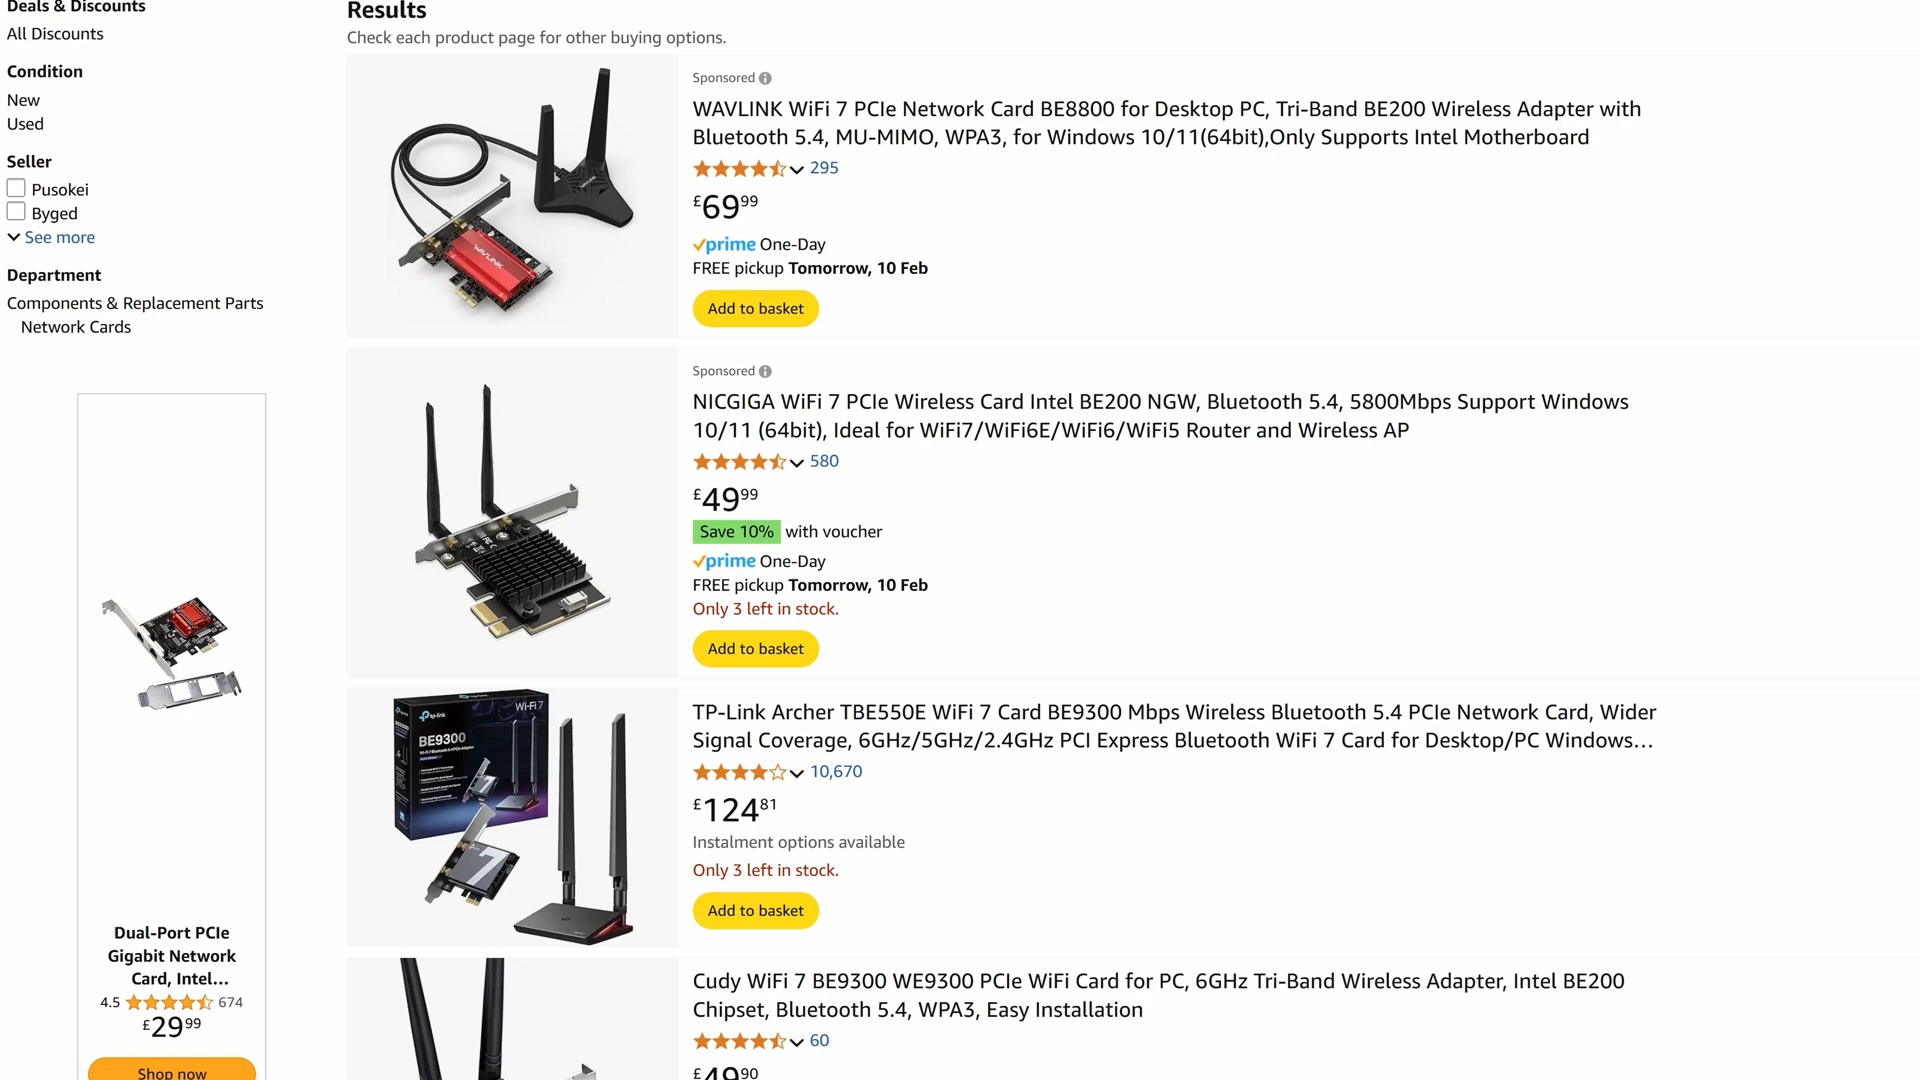 Deals & Discounts
All Discounts
Condition
New
Used
Seller
Pusokei
Byged
See more
Department
Components & Replacement Parts
Network Cards
Dual-Port PCIe
Gigabit Network
Card, Intel...
4.5 674
£29.99
Shop now
Results
Check each product page for other buying options.
Sponsored
WAVLINK WiFi 7 PCIe Network Card BE8800 for Desktop PC, Tri-Band BE200 Wireless Adapter with
Bluetooth 5.4, MU-MIMO, WPA3, for Windows 10/11(64bit),Only Supports Intel Motherboard
295
£69.99
prime One-Day
FREE pickup Tomorrow, 10 Feb
Add to basket
WAVLINK
Sponsored
NICGIGA WiFi 7 PCIe Wireless Card Intel BE200 NGW, Bluetooth 5.4, 5800Mbps Support Windows
10/11 (64bit), Ideal for WiFi7/WiFi6E/WiFi6/WiFi5 Router and Wireless AP
580
£49.99
Save 10% with voucher
prime One-Day
FREE pickup Tomorrow, 10 Feb
Only 3 left in stock.
Add to basket
tp-link
Wi-Fi 7
BE9300
7
TP-Link Archer TBE550E WiFi 7 Card BE9300 Mbps Wireless Bluetooth 5.4 PCIe Network Card, Wider
Signal Coverage, 6GHz/5GHz/2.4GHz PCI Express Bluetooth WiFi 7 Card for Desktop/PC Windows...
10,670
£124.81
Instalment options available
Only 3 left in stock.
Add to basket
Cudy WiFi 7 BE9300 WE9300 PCIe WiFi Card for PC, 6GHz Tri-Band Wireless Adapter, Intel BE200
Chipset, Bluetooth 5.4, WPA3, Easy Installation
60
£49.90